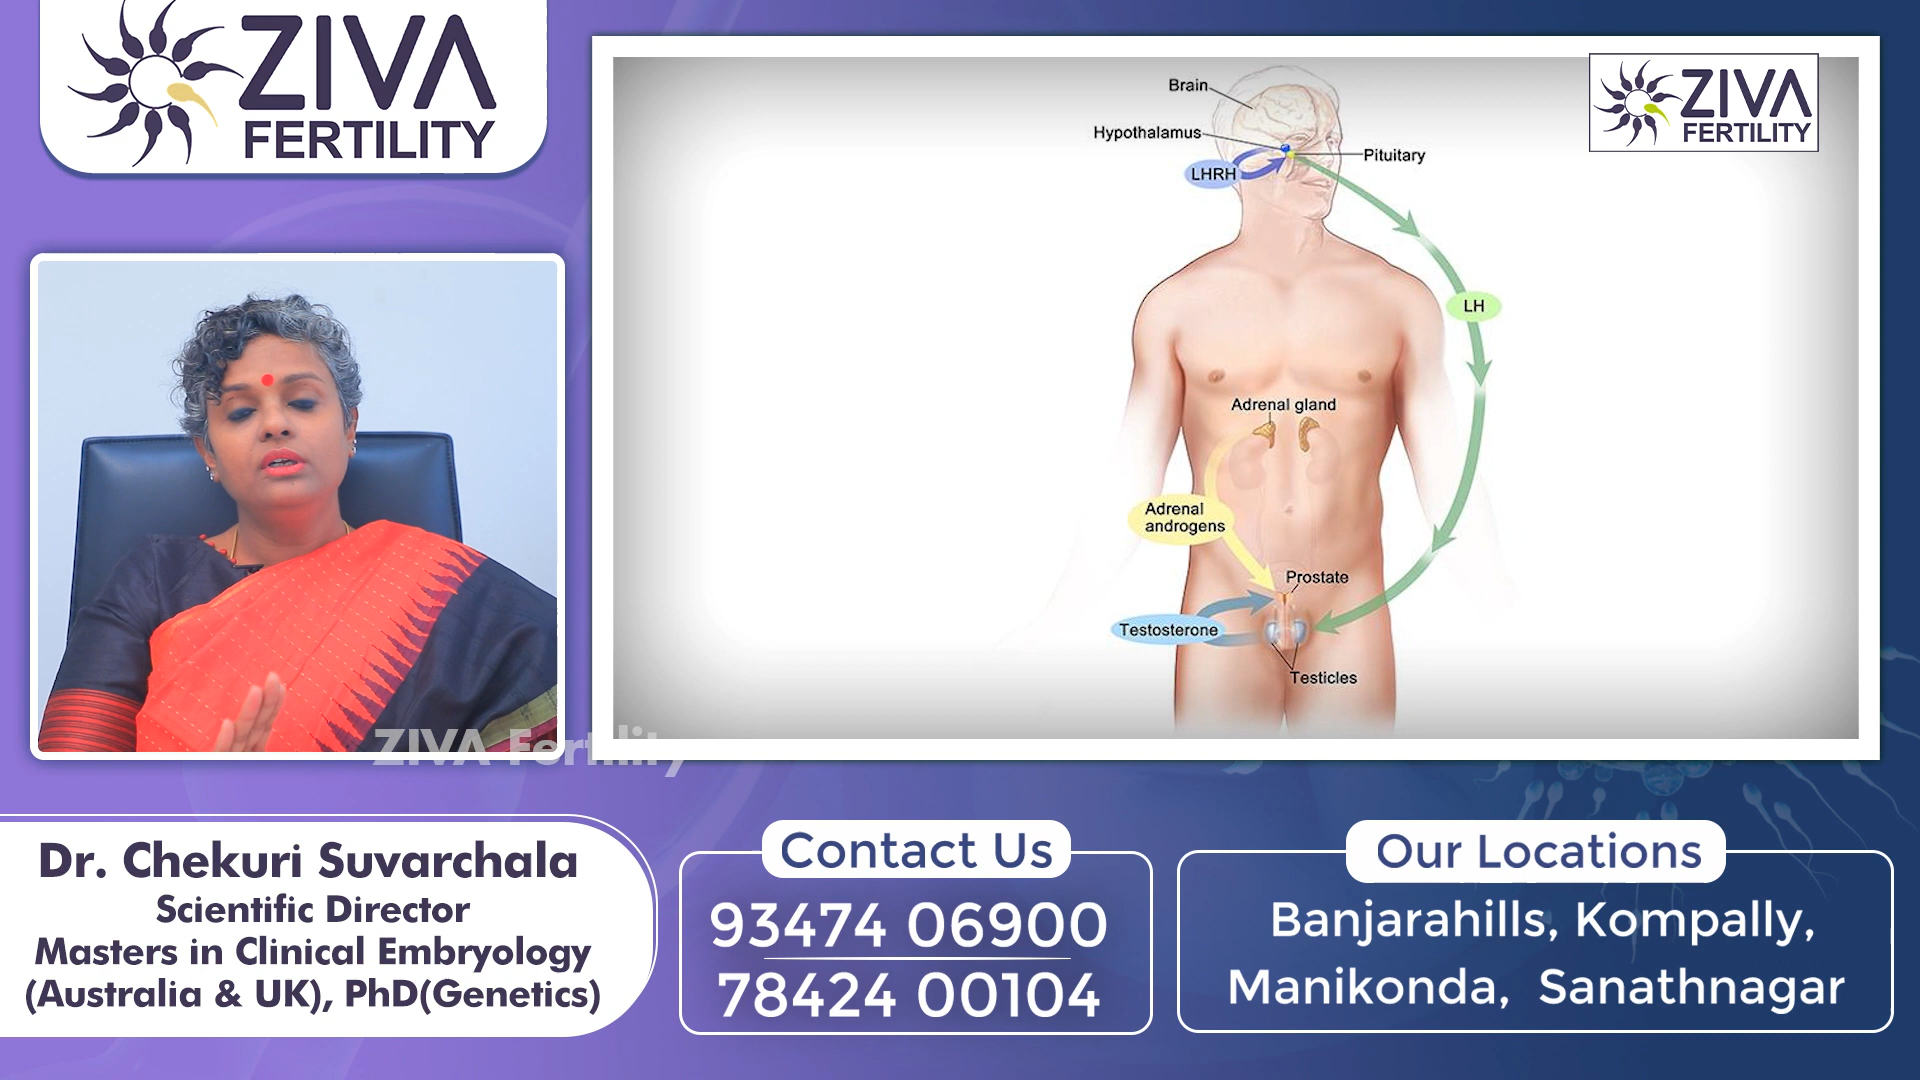 ZIVA
FERTILITY
Brain
Hypothalamus
Pituitary
LHRH
LH
Adrenal gland
Adrenal
androgens
Prostate
Testosterone
Testicles
ZIVA
FERTILITY
ZIVA Fertility
Dr. Chekuri Suvarchala
Scientific Director
Masters in Clinical Embryology
(Australia & UK), PhD(Genetics)
Contact Us
93474 06900
78424 00104
Our Locations
Banjarahills, Kompally,
Manikonda, Sanathnagar